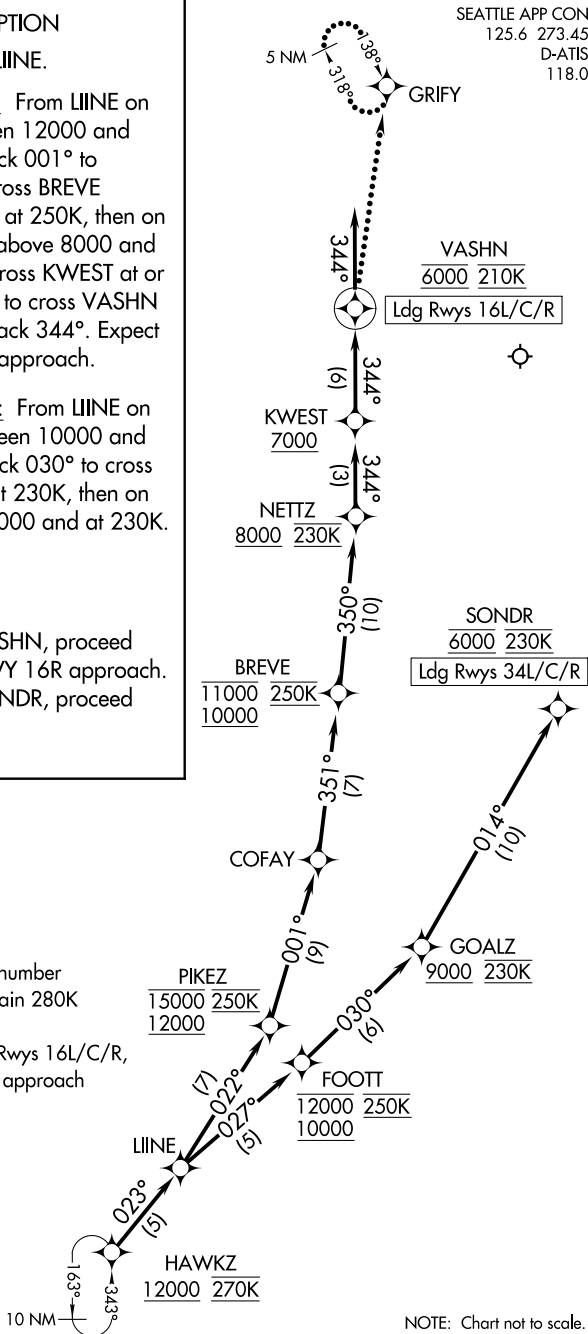 PTION
LIINE.
From LIINE on
en 12000 and
ck 001° to
ross BREVE
at 250K, then on
above 8000 and
ross KWEST at or
to cross VASHN
ack 344°. Expect
approach.
From LIINE on
een 10000 and
ck 030° to cross
t 230K, then on
000 and at 230K.
SHN, proceed
VY 16R approach.
NDR, proceed
number
ain 280K
Rwys 16L/C/R,
approach
SEATTLE APP CON
125.6 273.45
D-ATIS
118.0
5 NM
138°
318°
GRIFY
344°
VASHN
6000 210K
Ldg Rwys 16L/C/R
344°
(6)
KWEST
7000
344°
(3)
NETTZ
8000 230K
350°
(10)
SONDR
6000 230K
Ldg Rwys 34L/C/R
BREVE
11000 250K
10000
351°
(7)
014°
(10)
COFAY
001°
(9)
GOALZ
9000 230K
PIKEZ
15000 250K
12000
030°
(6)
FOOTT
12000 250K
10000
(7)
022°
027°
(5)
LIINE
023°
(5)
HAWKZ
12000 270K
163°
343°
10 NM
NOTE: Chart not to scale.